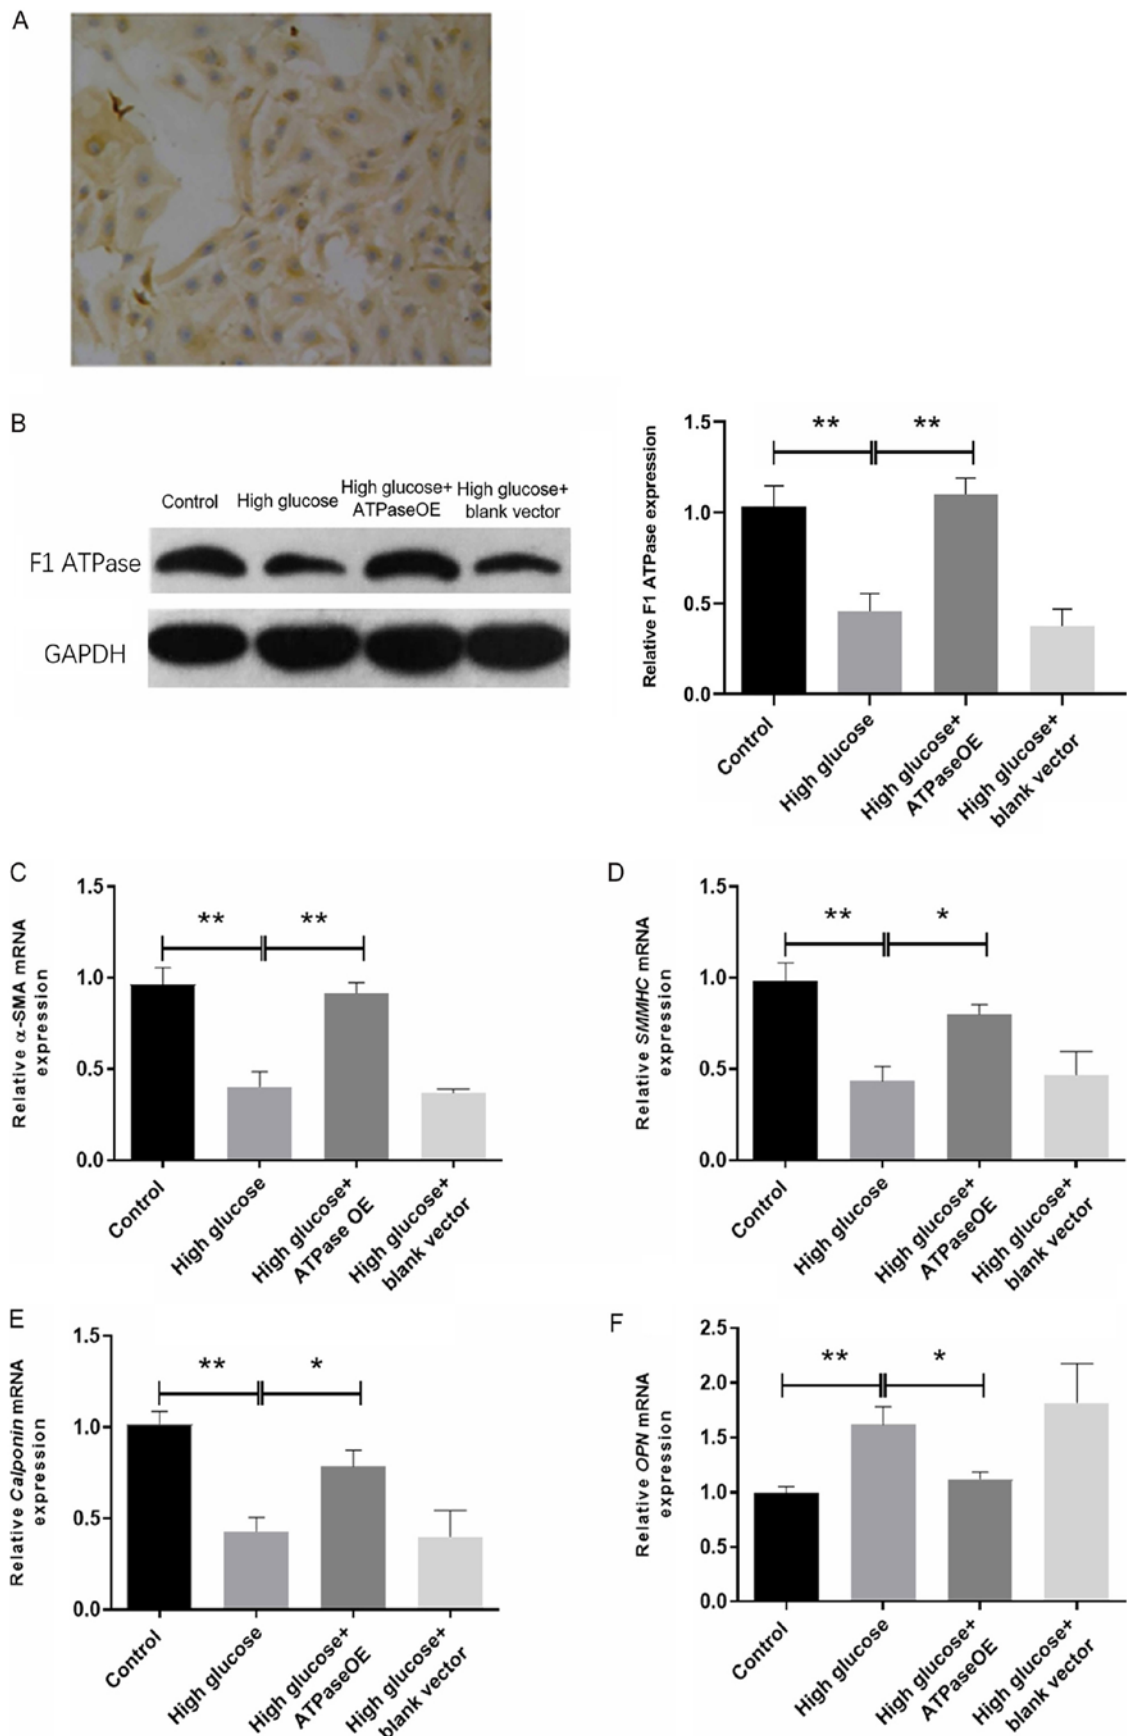 A
B
Control
High glucose
High glucose+
ATPaseOE
High glucose+
blank vector
F1 ATPase
GAPDH
Relative F1 ATPase expression
1.5
1.0
0.5
0.0
**
**
Control
High glucose
High glucose+
ATPaseOE
High glucose+
blank vector
C
Relative α-SMA mRNA
expression
1.5
1.0
0.5
0.0
**
**
Control
High glucose
High glucose+
ATPase OE
High glucose+
blank vector
D
Relative SMMHC mRNA
expression
1.5
1.0
0.5
0.0
**
*
Control
High glucose
High glucose+
ATPaseOE
High glucose+
blank vector
E
Relative Calponin mRNA
expression
1.5
1.0
0.5
0.0
**
*
Control
High glucose
High glucose+
ATPaseOE
High glucose+
blank vector
F
Relative OPN mRNA
expression
2.5
2.0
1.5
1.0
0.5
0.0
**
*
Control
High glucose
High glucose+
ATPaseOE
High glucose+
blank vector